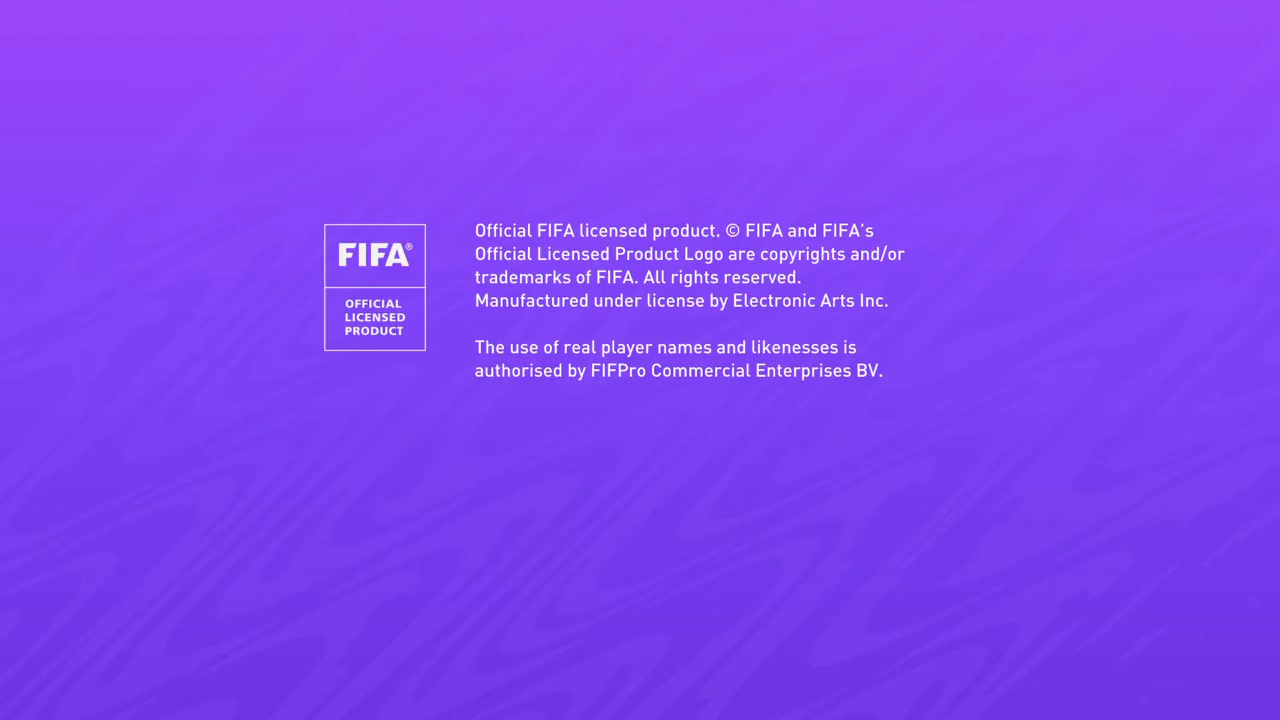 FIFA®
OFFICIAL
LICENSED
PRODUCT
Official FIFA licensed product. © FIFA and FIFA's
Official Licensed Product Logo are copyrights and/or
trademarks of FIFA. All rights reserved.
Manufactured under license by Electronic Arts Inc.
The use of real player names and likenesses is
authorised by FIFPro Commercial Enterprises BV.